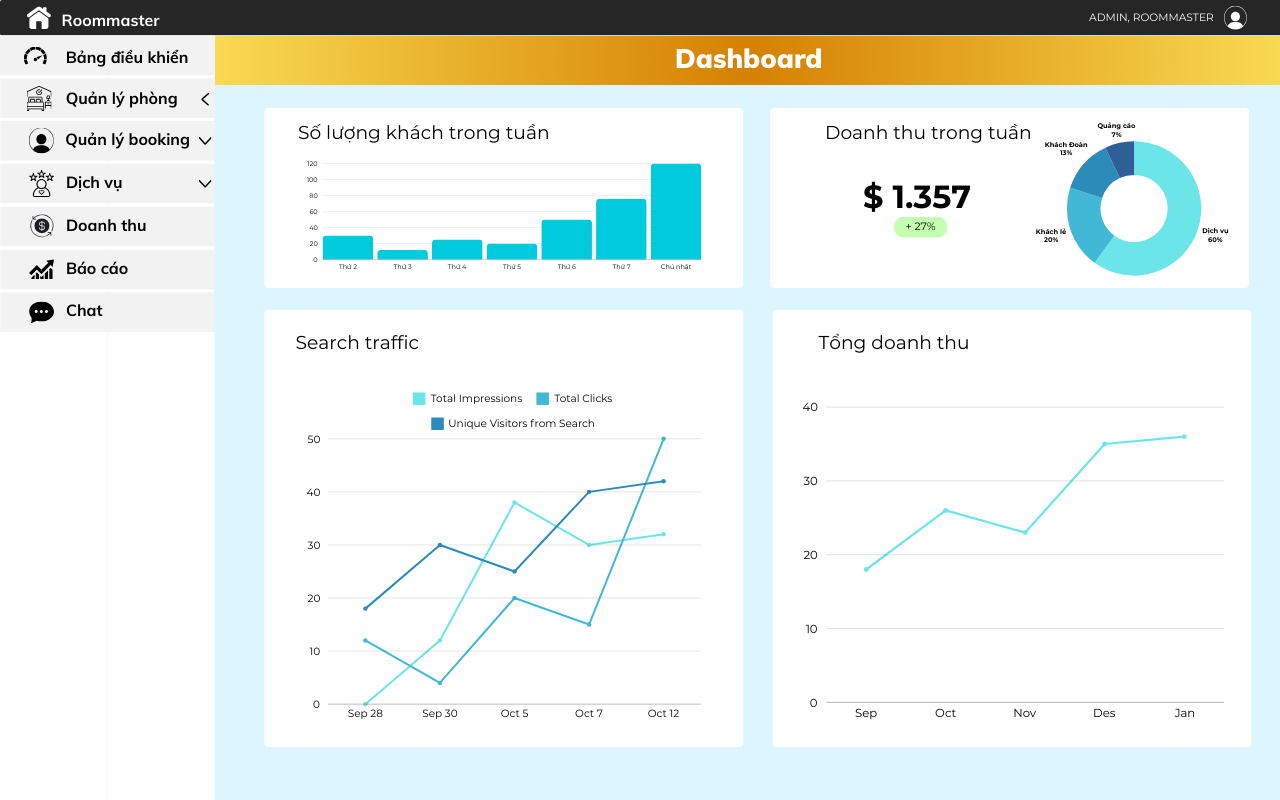 Roommaster
ADMIN, ROOMMASTER
Bảng điều khiển
Quản lý phòng
Quản lý booking
Dịch vụ
Doanh thu
Báo cáo
Chat
Dashboard
Số lượng khách trong tuần
120
100
80
60
40
20
0
Thứ 2
Thứ 3
Thứ 4
Thứ 5
Thứ 6
Thứ 7
Chủ nhật
Doanh thu trong tuần
$ 1.357
+ 27%
Quảng cáo
7%
Khách Đoàn
13%
Khách lẻ
20%
Dịch vụ
60%
Search traffic
Total Impressions
Total Clicks
Unique Visitors from Search
50
40
30
20
10
0
Sep 28
Sep 30
Oct 5
Oct 7
Oct 12
Tổng doanh thu
40
30
20
10
0
Sep
Oct
Nov
Des
Jan